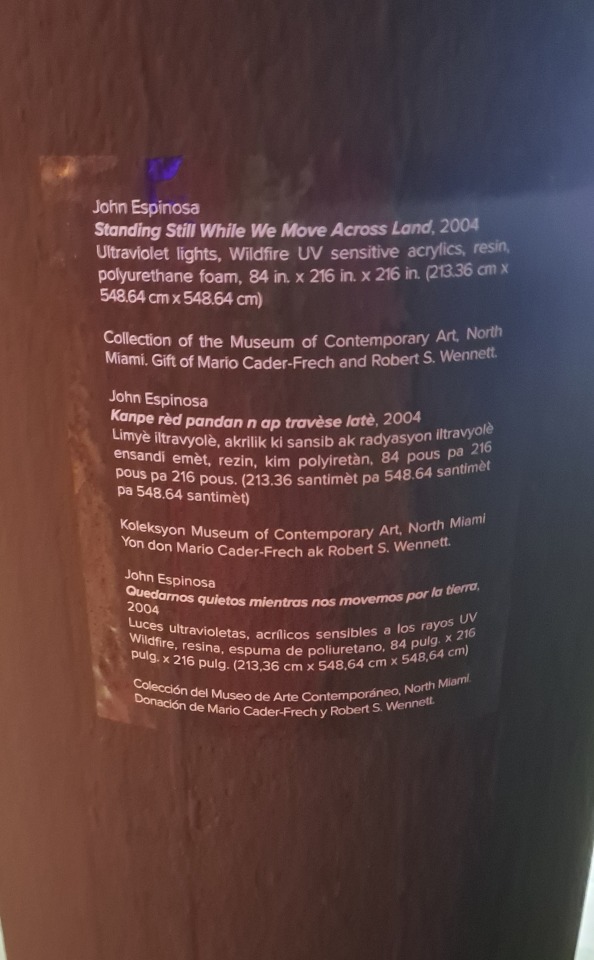 John Espinosa
Standing Still While We Move Across Land, 2004
Ultraviolet lights, Wildfire UV sensitive acrylics, resin,
polyurethane foam, 84 in. x 216 in. x 216 in. (213.36 cm x
548.64 cm x 548.64 cm)
Collection of the Museum of Contemporary Art, North
Miami. Gift of Mario Cader-Frech and Robert S. Wennett.
John Espinosa
Kanpe rèd pandan n ap travèse latè, 2004
Limyè iltravyolè, akrilik ki sansib ak radyasyon iltravyolè
ensandi emèt, rezin, kim polyiretàn, 84 pous pa 216
pous pa 216 pous. (213.36 santimèt pa 548.64 santimèt
pa 548.64 santimèt)
Koleksyon Museum of Contemporary Art, North Miami
Yon don Mario Cader-Frech ak Robert S. Wennett.
John Espinosa
Quedarnos quietos mientras nos movemos por la tierra,
2004
Luces ultravioletas, acrílicos sensibles a los rayos UV
Wildfire, resina, espuma de poliuretano, 84 pulg. x 216
pulg. x 216 pulg. (213,36 cm x 548,64 cm x 548,64 cm)
Colección del Museo de Arte Contemporáneo, North Miami.
Donación de Mario Cader-Frech y Robert S. Wennett.